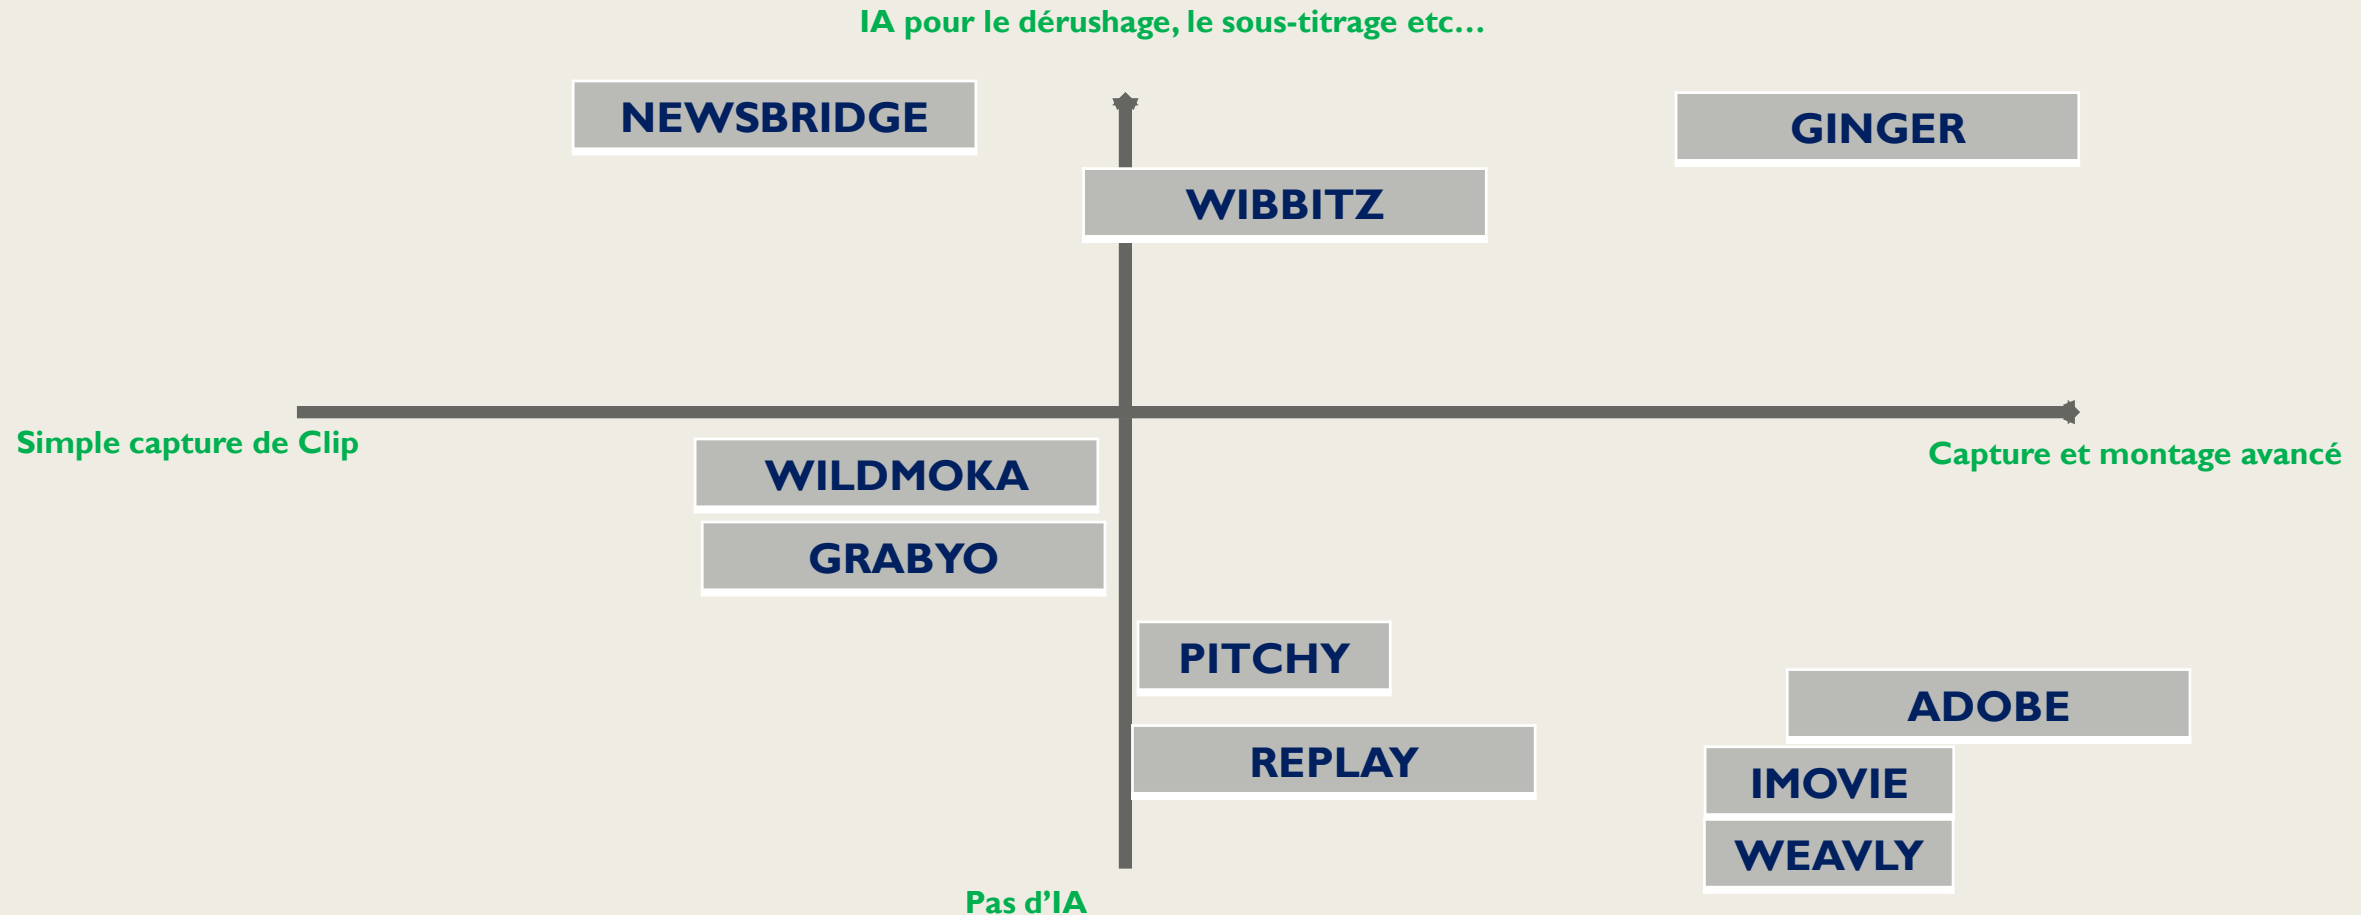 IA pour le dérushage, le sous-titrage etc…
NEWSBRIDGE
GINGER
WIBBITZ
Simple capture de Clip
Capture et montage avancé
WILDMOKA
GRABYO
PITCHY
ADOBE
REPLAY
IMOVIE
WEAVLY
Pas d’IA